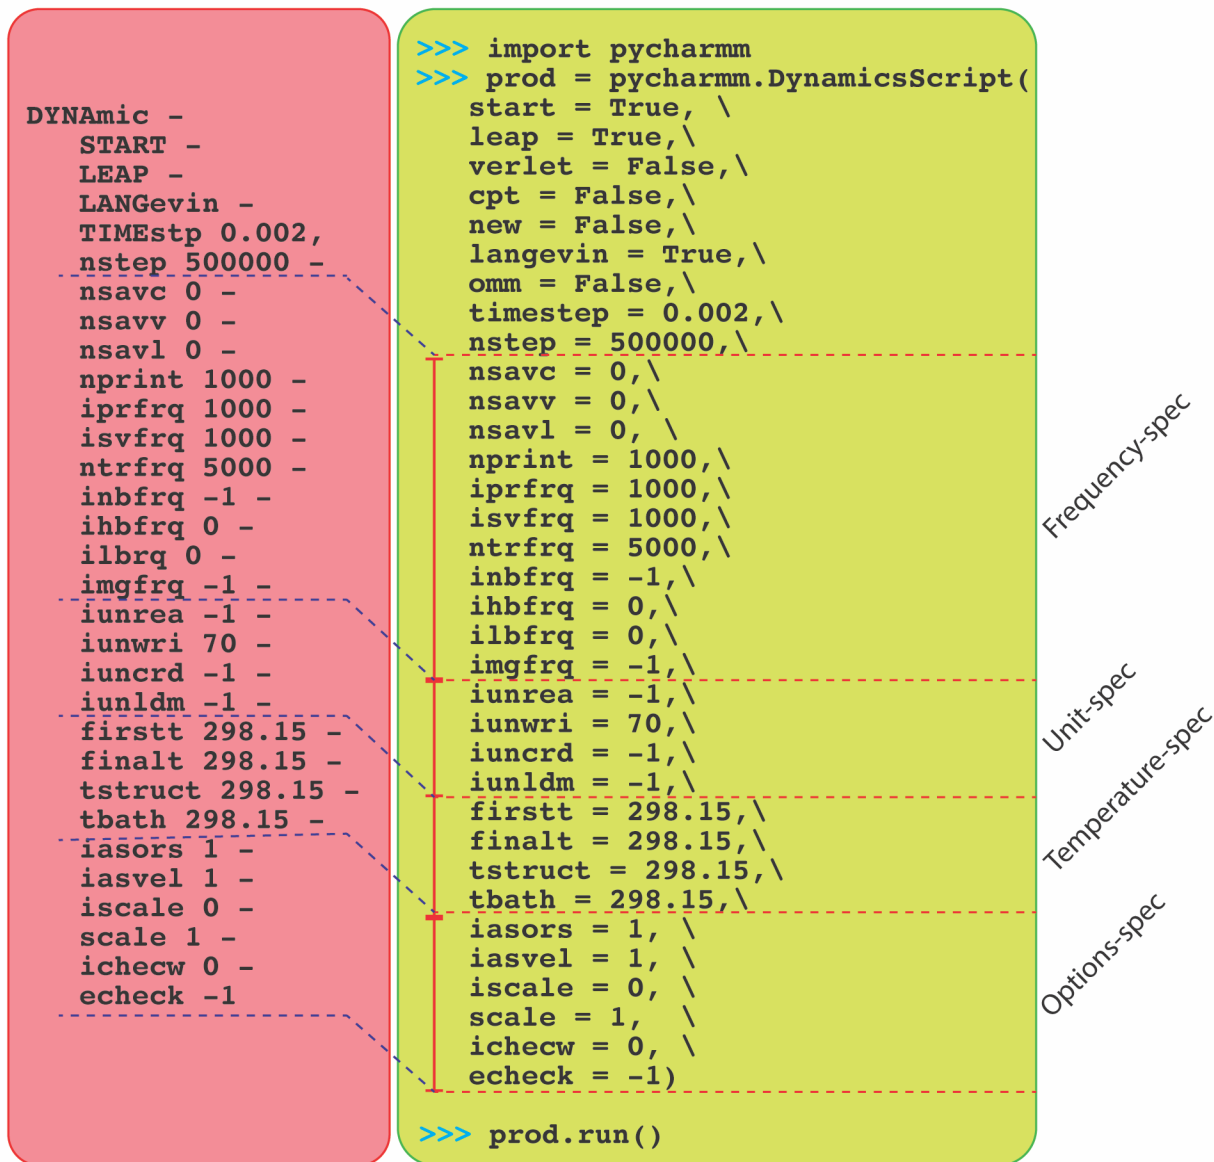 DYNAmic –
START –
LEAP –
LANGevin –
TIMEstp 0.002,
nstep 500000 –
nsavc 0 –
nsavv 0 –
nsavl 0 –
nprint 1000 –
iprfrq 1000 –
isvfrq 1000 –
ntrfrq 5000 –
inbfrq -1 –
ihbfrq 0 –
ilbrq 0 –
imgfrq -1 –
iunrea -1 –
iunwri 70 –
iuncrd -1 –
iunldm -1 –
firstt 298.15 –
finalt 298.15 –
tstruct 298.15 –
tbath 298.15 –
iasors 1 –
iasvel 1 –
iscale 0 –
scale 1 –
ichecw 0 –
echeck -1
>>> import pycharmm
>>> prod = pycharmm.DynamicsScript(
start = True, \
leap = True,\
verlet = False,\
cpt = False,\
new = False,\
langevin = True,\
omm = False,\
timestep = 0.002,\
nstep = 500000,\
nsavc = 0,\
nsavv = 0,\
nsavl = 0, \
nprint = 1000,\
iprfrq = 1000,\
isvfrq = 1000,\
ntrfrq = 5000,\
inbfrq = -1,\
ihbfrq = 0,\
ilbfrq = 0,\
imgfrq = -1,\
iunrea = -1,\
iunwri = 70,\
iuncrd = -1,\
iunldm = -1,\
firstt = 298.15,\
finalt = 298.15,\
tstruct = 298.15,\
tbath = 298.15,\
iasors = 1, \
iasvel = 1, \
iscale = 0, \
scale = 1, \
ichecw = 0, \
echeck = -1)
>>> prod.run()
Frequency-spec
Unit-spec
Temperature-spec
Options-spec